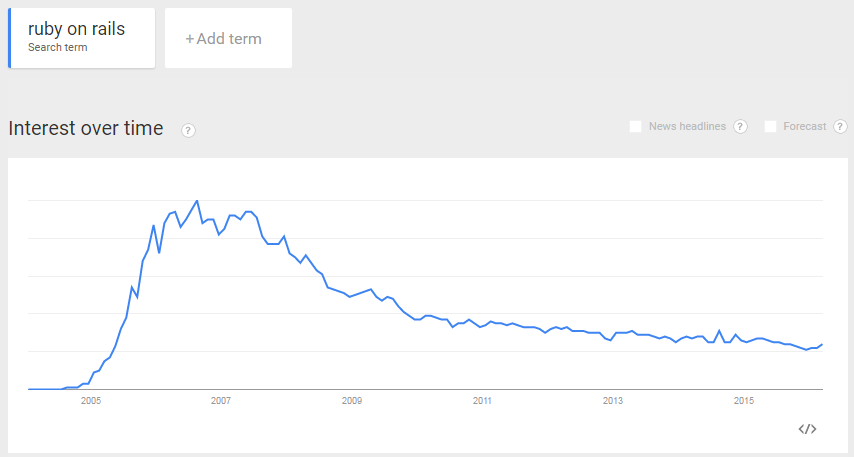 ruby on rails
Search term
+Add term
Interest over time ?
News headlines ?
Forecast ?
2005 2007 2009 2011 2013 2015
</>